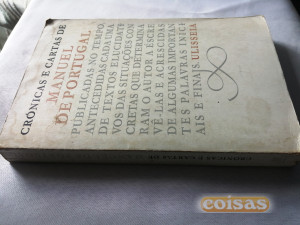 CRÓNICAS E CARTAS DE
MANUEL
DE PORTUGAL
PUBLICADAS NO TEMPO,
ANTECEDIDAS CADA UMA
DE TEXTOS ELUCIDATI
VOS DAS SITUAÇÕES CON
CRETAS QUE DETERMINA
RAM O AUTOR A ESCRE
VÊ-LAS E ACRESCIDAS
DE ALGUMAS IMPORTAN
TES PALAVRAS INICI
AIS E FINAIS. ULISSEIA
coisas